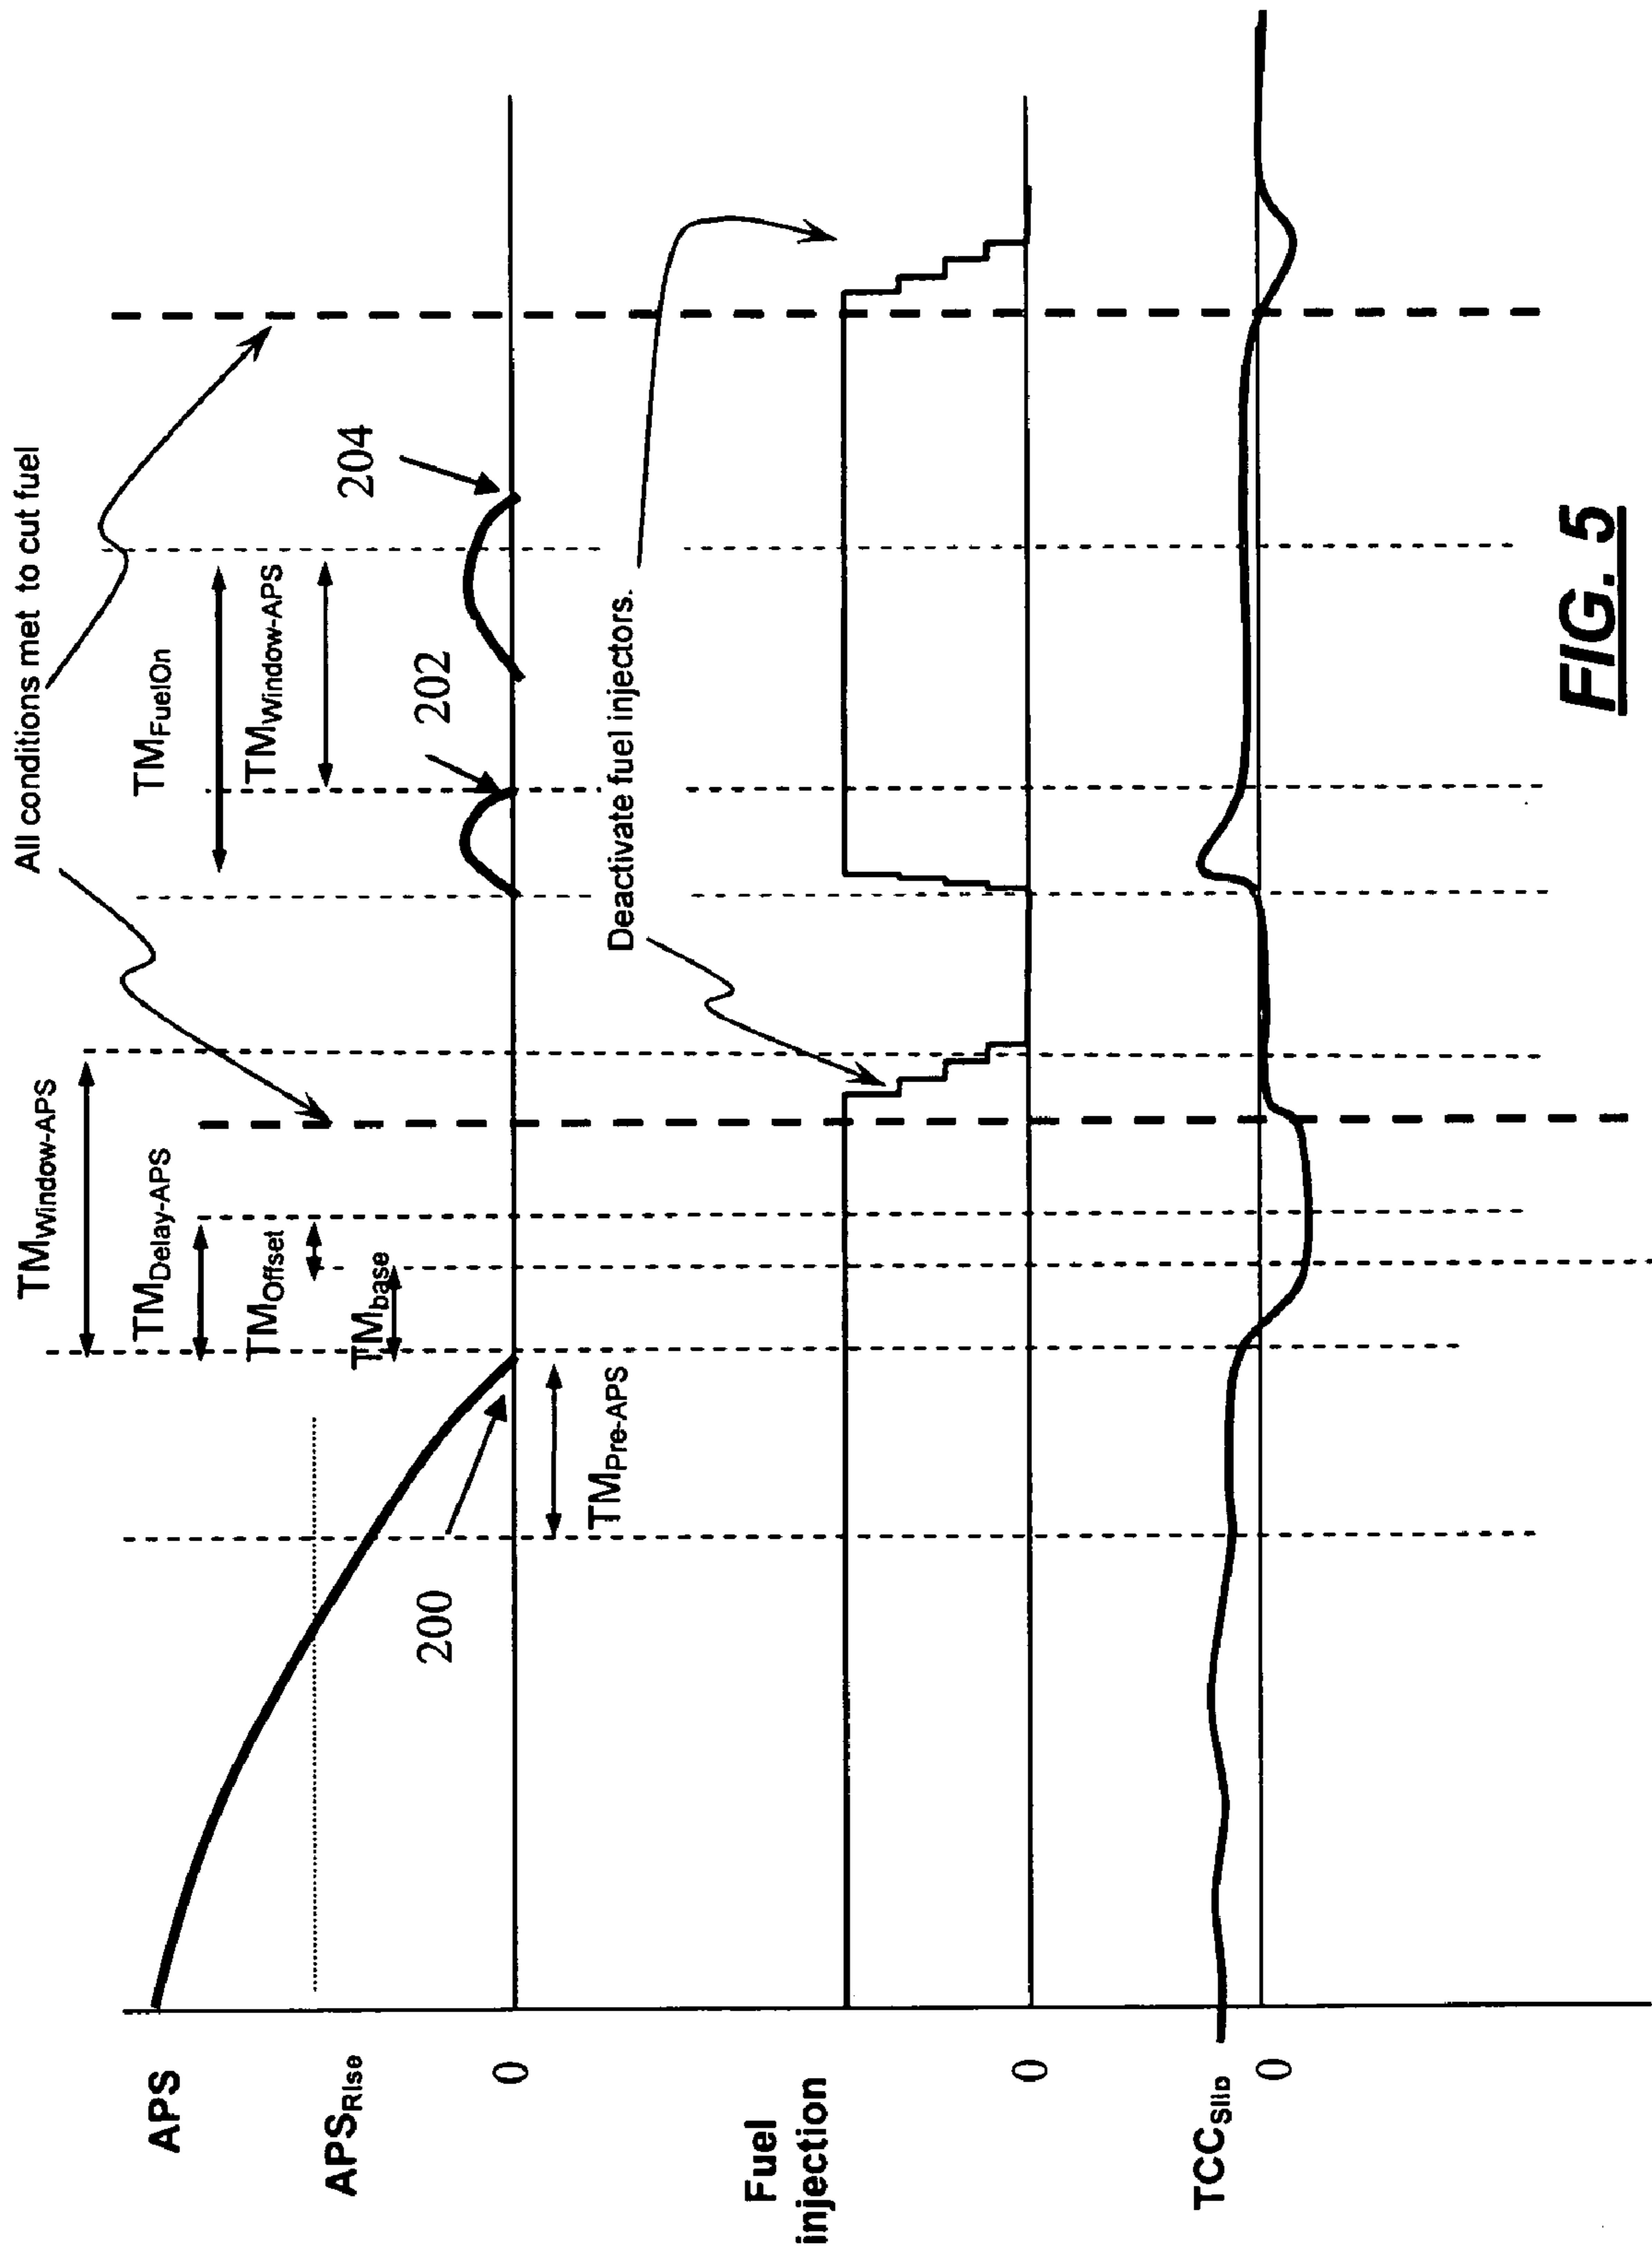 All conditions met to cut fuel
TMWindow-APS
TMDelay-APS
TMOffset
TMbase
TMFuelOn
TMWindow-APS
APS
APSRise
0
200
202
204
TMPre-APS
Deactivate fuel injectors.
Fuel
injection
0
TCCSlip
0
FIG. 5